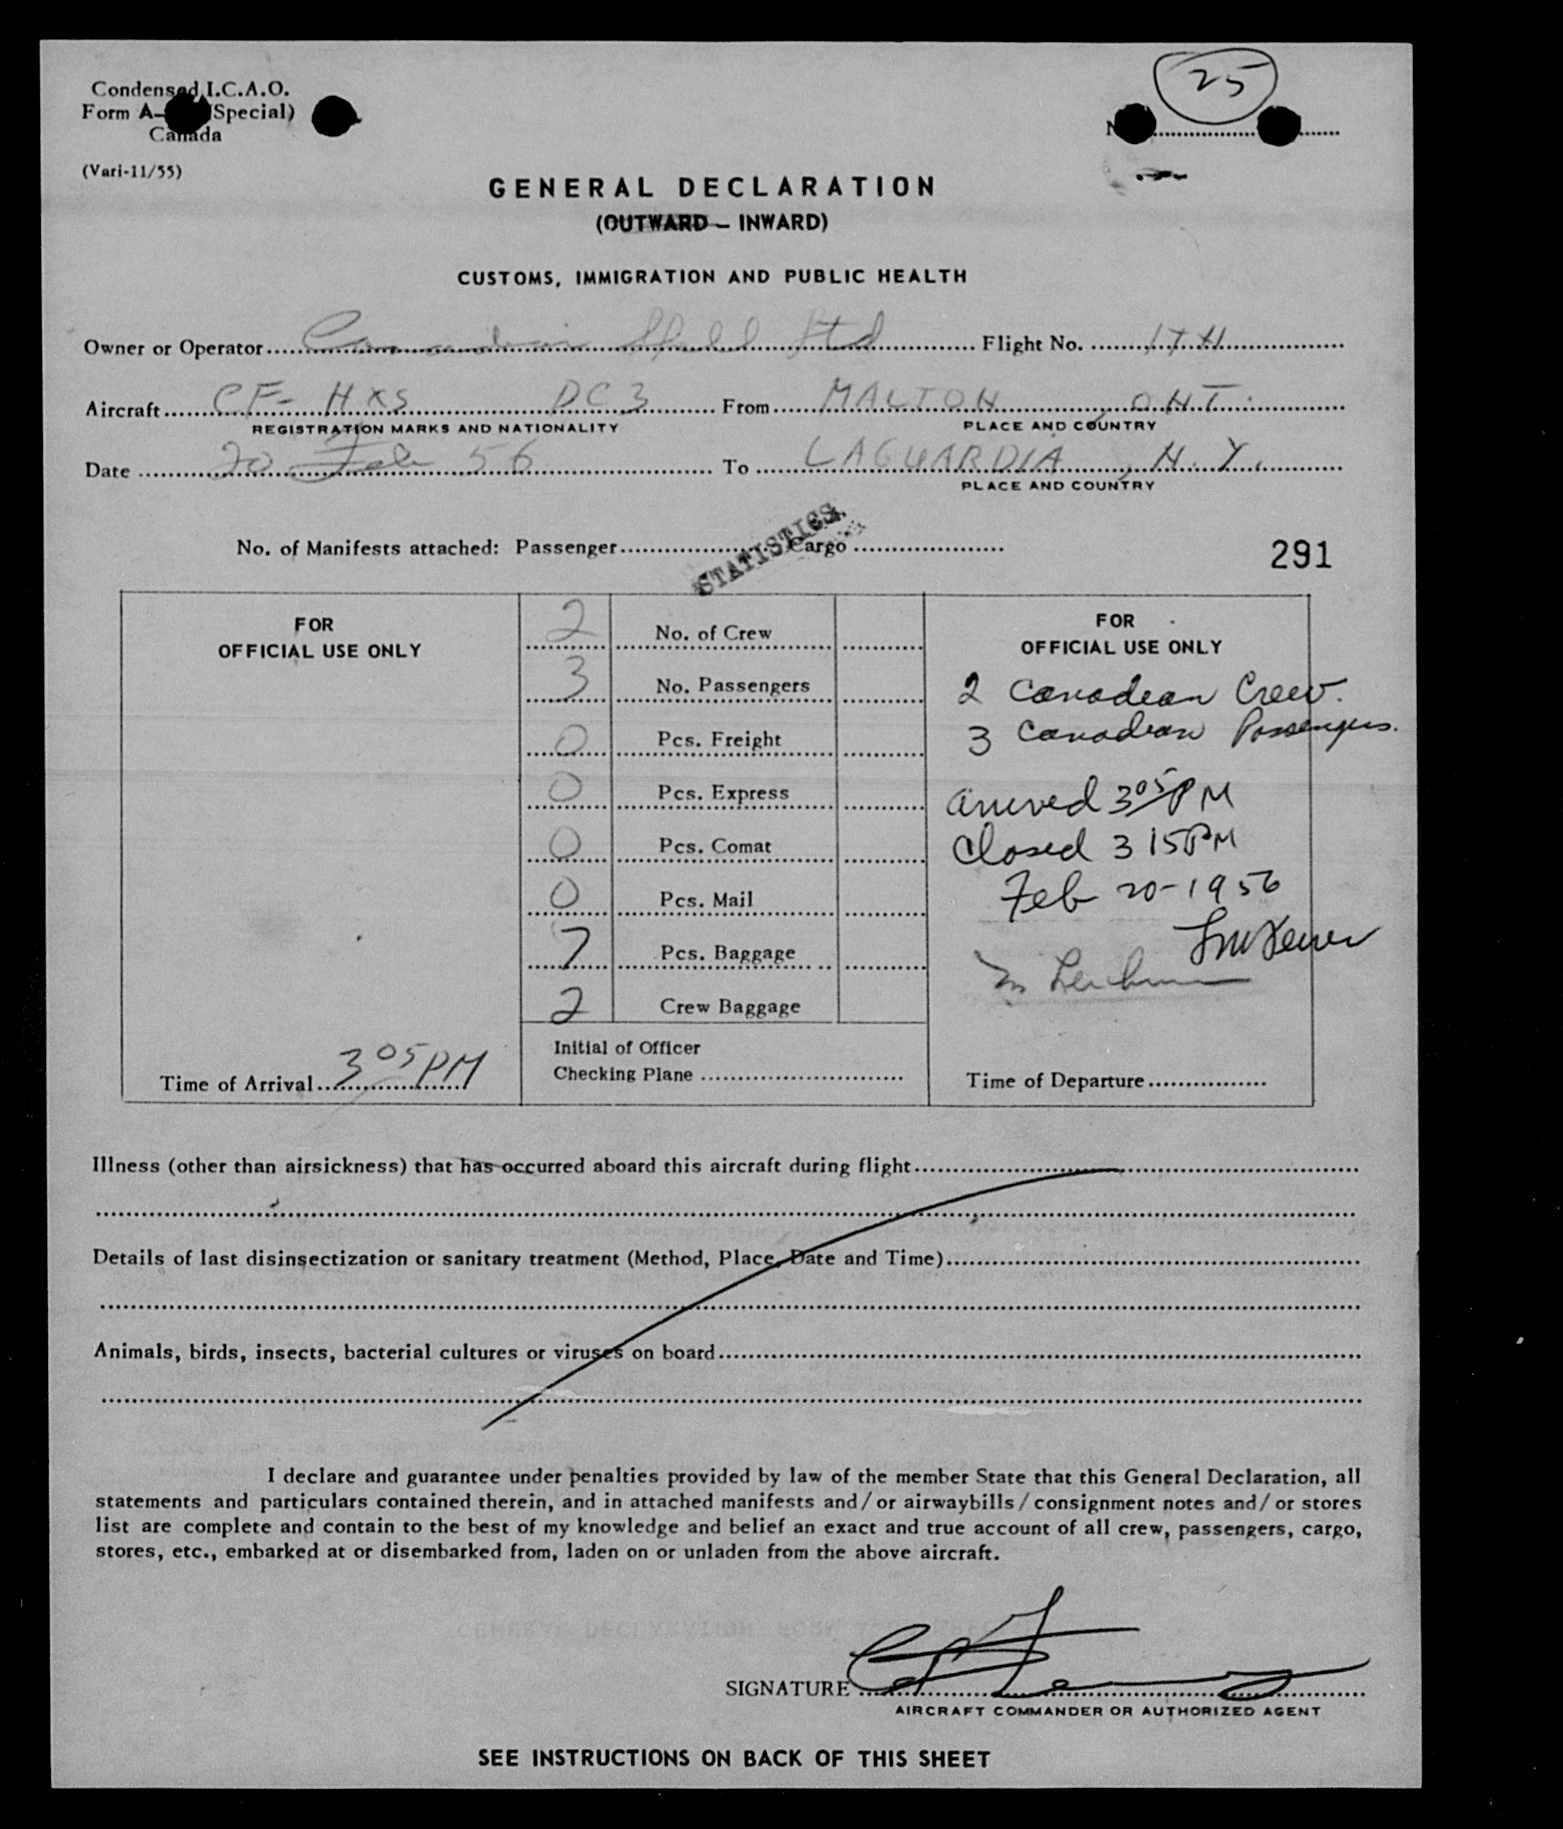 25
Condensed I.C.A.O.
Form A- (Special)
Canada
(Vari-11/55)
GENERAL DECLARATION
(OUTWARD – INWARD)
CUSTOMS, IMMIGRATION AND PUBLIC HEALTH
Owner or Operator Ltd Flight No.
Aircraft CF- HXS DC3 From MALTON, ONT.
REGISTRATION MARKS AND NATIONALITY PLACE AND COUNTRY
Date 20 Feb 56 To LAGUARDIA, N.Y.
PLACE AND COUNTRY
STATISTICS
No. of Manifests attached: Passenger Cargo
291
FOR
OFFICIAL USE ONLY
Time of Arrival 305PM
2 No. of Crew
3 No. Passengers
0 Pcs. Freight
0 Pcs. Express
0 Pcs. Comat
0 Pcs. Mail
7 Pcs. Baggage
2 Crew Baggage
Initial of Officer
Checking Plane
FOR
OFFICIAL USE ONLY
2 Canadean Crew.
3 Canadean Passengers.
arrived 305PM
closed 315PM
Feb 20-1956
Time of Departure
Illness (other than airsickness) that has occurred aboard this aircraft during flight
Details of last disinsectization or sanitary treatment (Method, Place, Date and Time)
Animals, birds, insects, bacterial cultures or viruses on board
I declare and guarantee under penalties provided by law of the member State that this General Declaration, all
statements and particulars contained therein, and in attached manifests and/or airwaybills/consignment notes and/or stores
list are complete and contain to the best of my knowledge and belief an exact and true account of all crew, passengers, cargo,
stores, etc., embarked at or disembarked from, laden on or unladen from the above aircraft.
SIGNATURE
AIRCRAFT COMMANDER OR AUTHORIZED AGENT
SEE INSTRUCTIONS ON BACK OF THIS SHEET